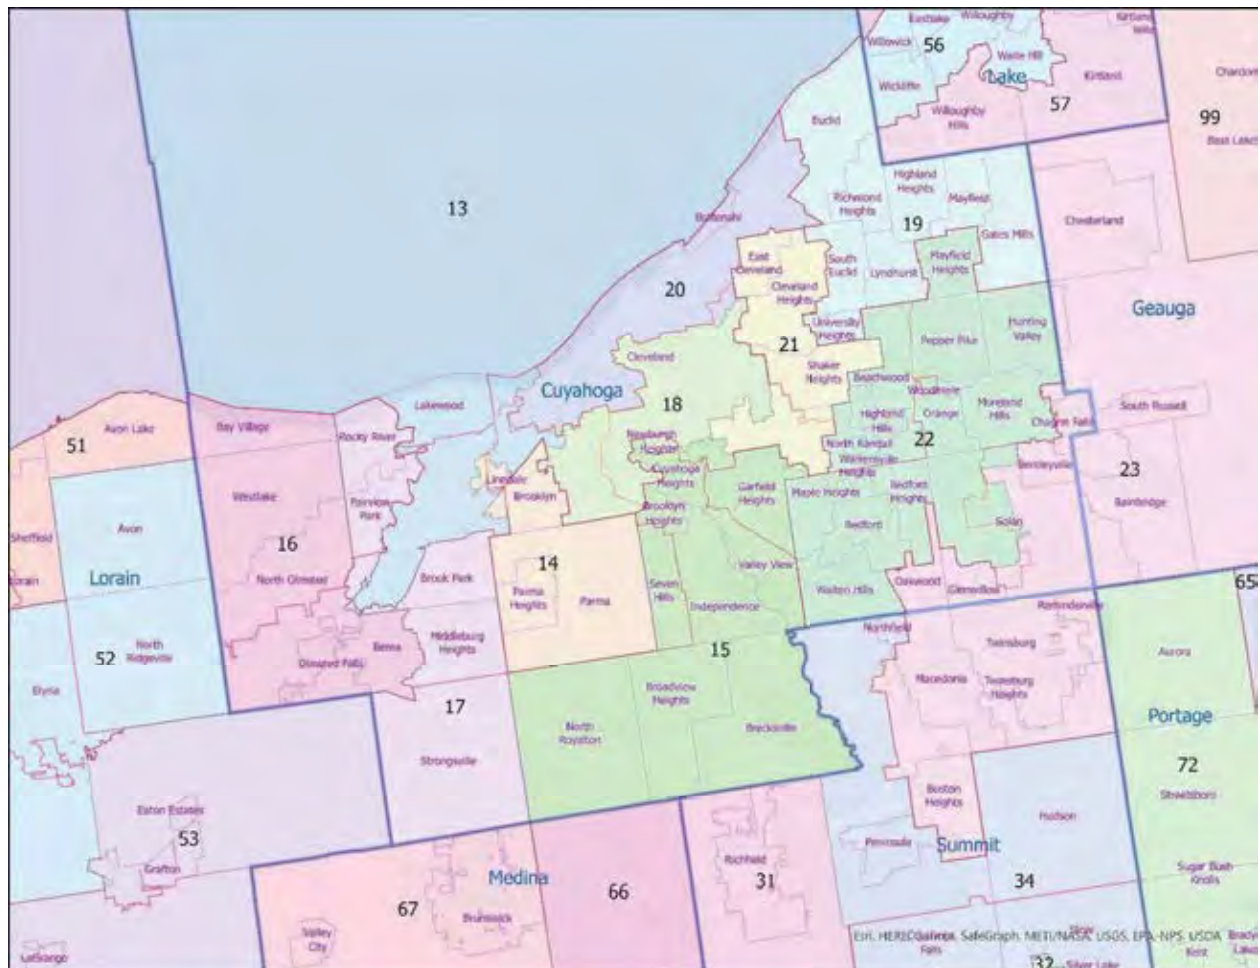 Eastlake
Willoughby
Kirtland
Hills
Willowick
56
Waite Hill
Wickliffe
Lake
Kirtland
Chardon
57
Willoughby
Hills
99
Euclid
13
Highland
Heights
Richmond
Heights
Mayfield
Bratenahl
19
Gates Mills
Chesterland
East
Cleveland
South
Euclid
Lyndhurst
Mayfield
Heights
20
Cleveland
Heights
Geauga
University
Heights
Hunting
Valley
Pepper Pike
21
Cleveland
Shaker
Heights
Beachwood
Cuyahoga
Woodmere
Lakewood
18
Orange
Moreland
Hills
South Russell
Highland
Hills
Chagrin Falls
51
Avon Lake
Bay Village
Rocky River
Newburgh
Heights
North Randall
22
Warrensville
Heights
Bentleyville
23
Cuyahoga
Heights
Linndale
Brooklyn
Garfield
Heights
Maple Heights
Bedford
Heights
Westlake
Fairview
Park
Brooklyn
Heights
Bedford
Solon
Bainbridge
Avon
Sheffield
16
Lorain
Lorain
North Olmsted
Brook Park
14
Parma
Heights
Parma
Seven
Hills
Valley View
Walton Hills
Oakwood
Glenwillow
65
Independence
Northfield
Reminderville
52
North
Ridgeville
Olmsted Falls
Berea
Middleburg
Heights
15
Twinsburg
Aurora
Elyria
Broadview
Heights
Macedonia
Twinsburg
Heights
17
North
Royalton
Brecksville
Portage
Strongsville
72
Streetsboro
Boston
Heights
Eaton Estates
Hudson
53
Peninsula
Summit
Grafton
Medina
Richfield
31
34
Sugar Bush
Knolls
67
Brunswick
66
Valley
City
Falls
Kent
Brady
Lake
LaGrange
32
Silver Lake